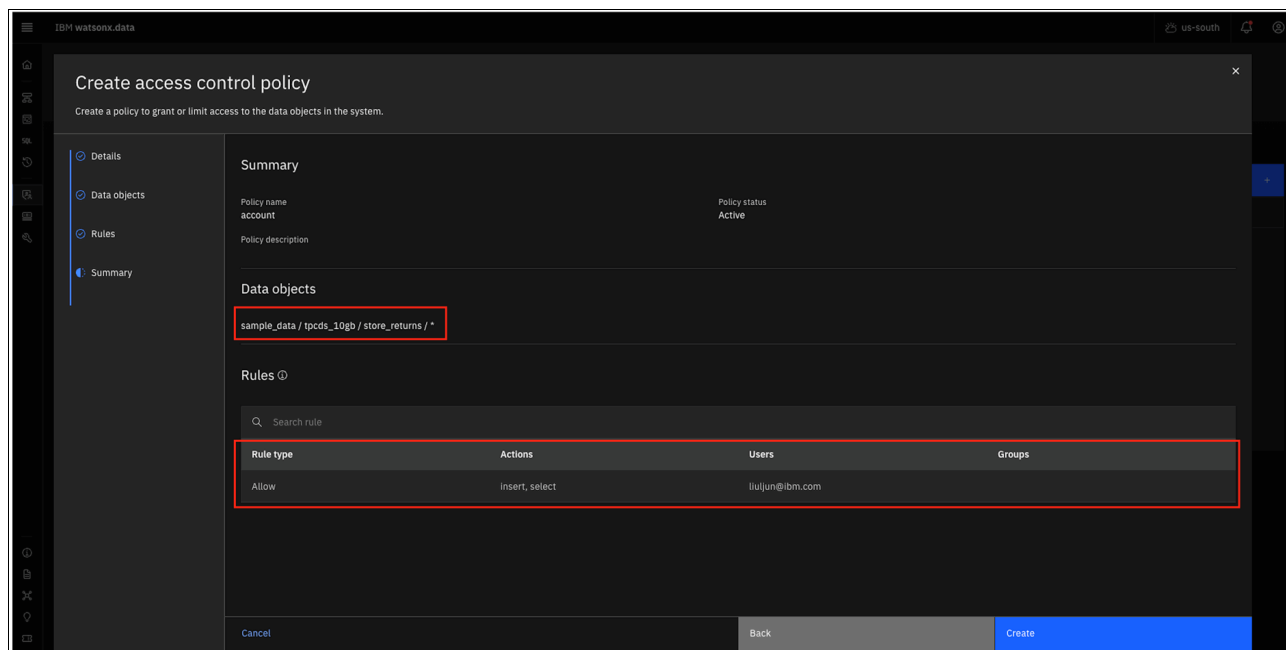 IBM watsonx.data
us-south
Create access control policy
Create a policy to grant or limit access to the data objects in the system.
Details
Data objects
Rules
Summary
Summary
Policy name
account
Policy status
Active
Policy description
Data objects
sample_data / tpcds_10gb / store_returns / *
Rules
Search rule
Rule type Actions Users Groups
Allow insert, select liuljun@ibm.com
Cancel
Back
Create
SQL